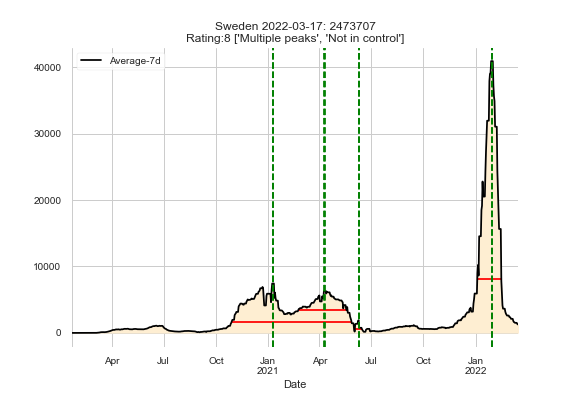 Sweden 2022-03-17: 2473707
Rating:8 ['Multiple peaks', 'Not in control']
Average-7d
40000
30000
20000
10000
0
Apr Jul Oct Jan Apr Jul Oct Jan
2021 2022
Date